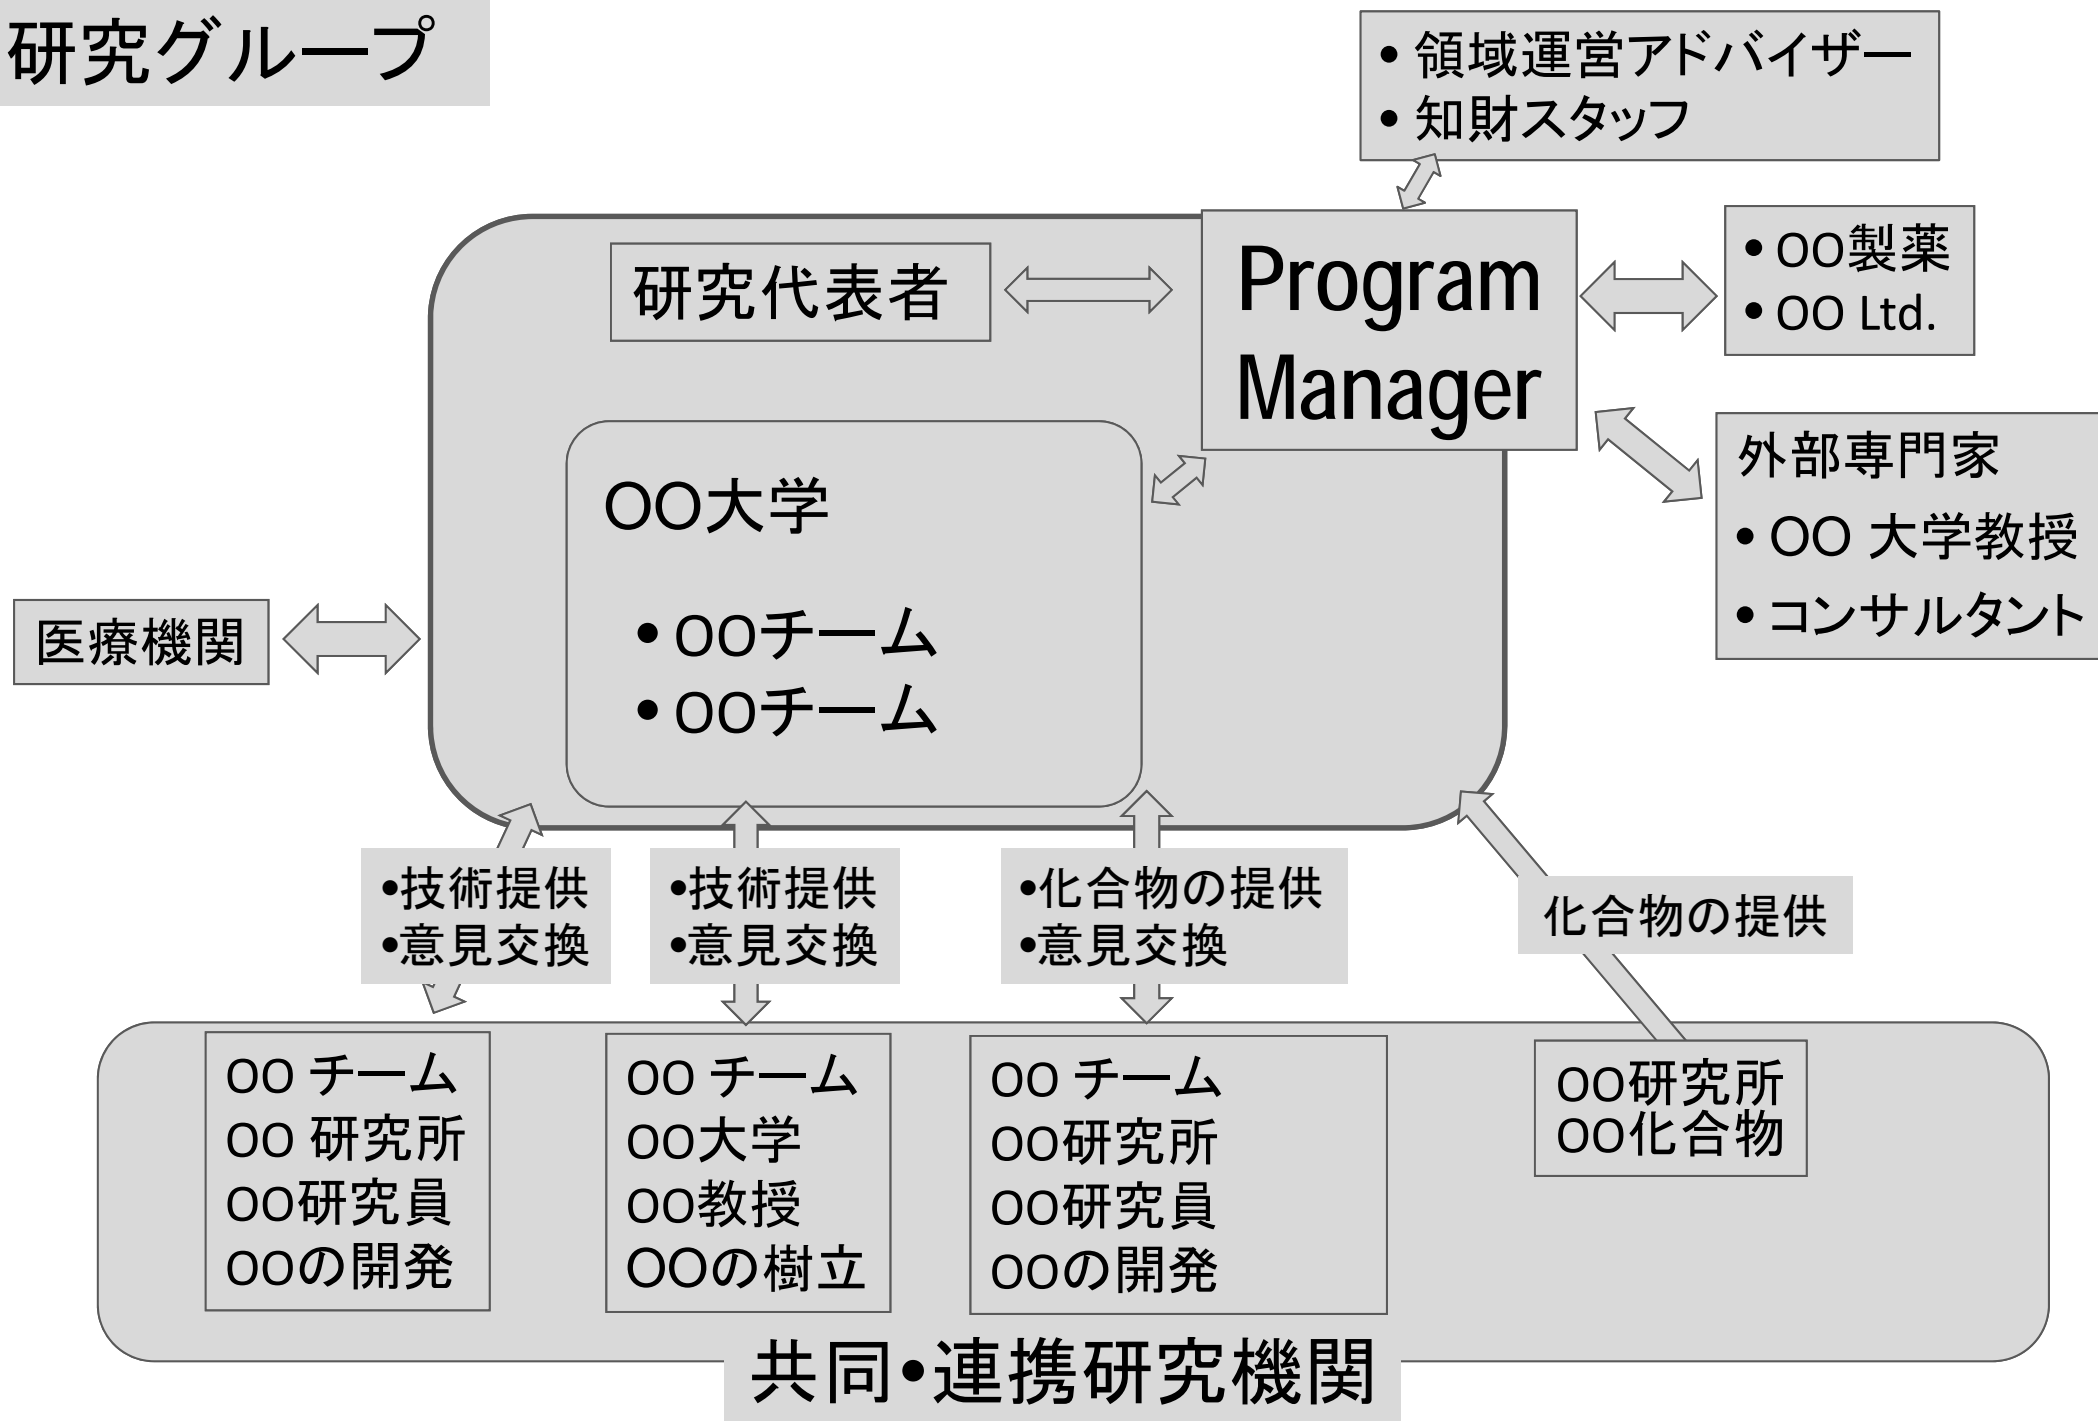 研究グループ
• 領域運営アドバイザー
• 知財スタッフ
研究代表者
Program
Manager
• OO製薬
• OO Ltd.
外部専門家
• OO 大学教授
• コンサルタント
OO大学
• OOチーム
• OOチーム
医療機関
•技術提供
•意見交換
•技術提供
•意見交換
•化合物の提供
•意見交換
化合物の提供
OO チーム
OO 研究所
OO研究員
OOの開発
OO チーム
OO大学
OO教授
OOの樹立
OO チーム
OO研究所
OO研究員
OOの開発
OO研究所
OO化合物
共同•連携研究機関